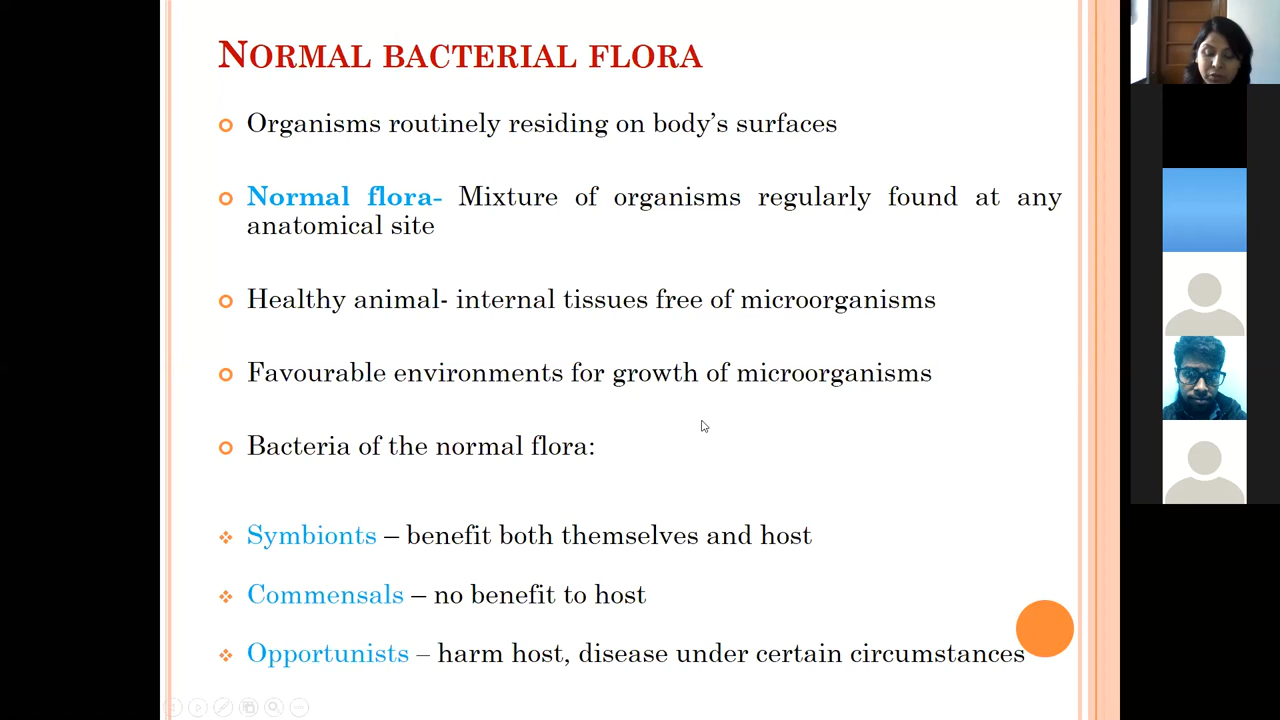 NORMAL BACTERIAL FLORA
Organisms routinely residing on body's surfaces
Normal flora- Mixture of organisms regularly found at any
anatomical site
Healthy animal- internal tissues free of microorganisms
Favourable environments for growth of microorganisms
Bacteria of the normal flora:
Symbionts – benefit both themselves and host
Commensals – no benefit to host
Opportunists – harm host, disease under certain circumstances